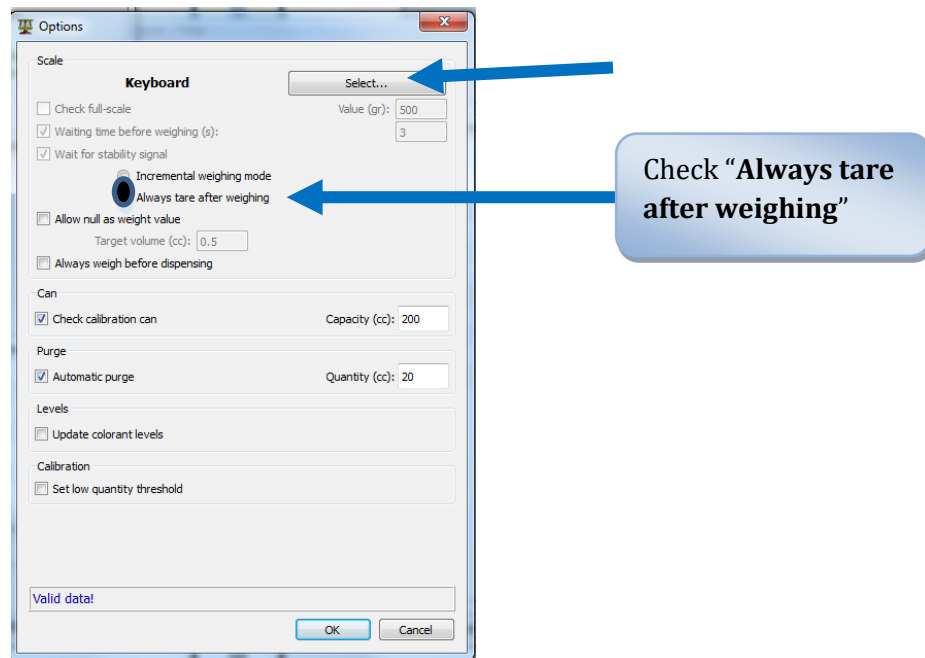 Options
Scale
Keyboard Select...
Check full-scale Value (gr): 500
Waiting time before weighing (s): 3
Wait for stability signal
Incremental weighing mode
Always tare after weighing
Allow null as weight value
Target volume (cc): 0.5
Always weigh before dispensing
Can
Check calibration can Capacity (cc): 200
Purge
Automatic purge Quantity (cc): 20
Levels
Update colorant levels
Calibration
Set low quantity threshold
Valid data!
OK Cancel
Check “Always tare
after weighing”